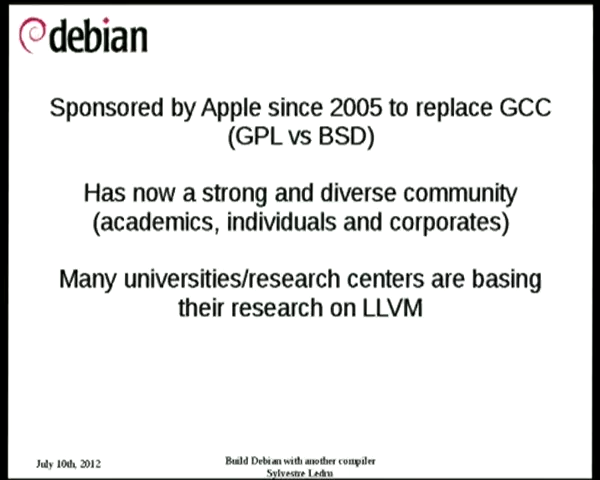 debian
Sponsored by Apple since 2005 to replace GCC
(GPL vs BSD)
Has now a strong and diverse community
(academics, individuals and corporates)
Many universities/research centers are basing
their research on LLVM
July 10th, 2012
Build Debian with another compiler
Sylvestre Ledru